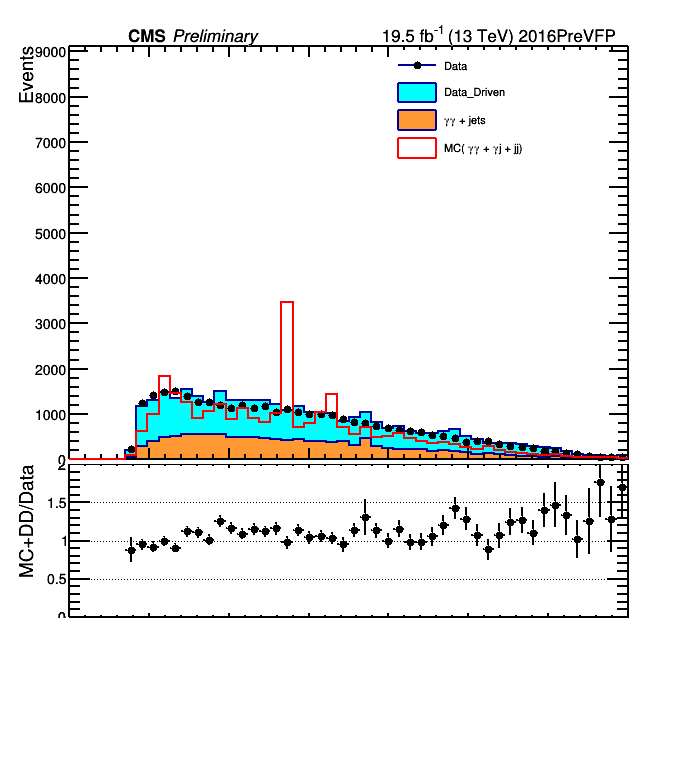 CMS Preliminary 19.5 fb⁻¹ (13 TeV) 2016PreVFP
Events
9000
8000
7000
6000
5000
4000
3000
2000
1000
0
Data
Data_Driven
γγ + jets
MC( γγ + γj + jj)
MC+DD/Data
2
1.5
1
0.5
0